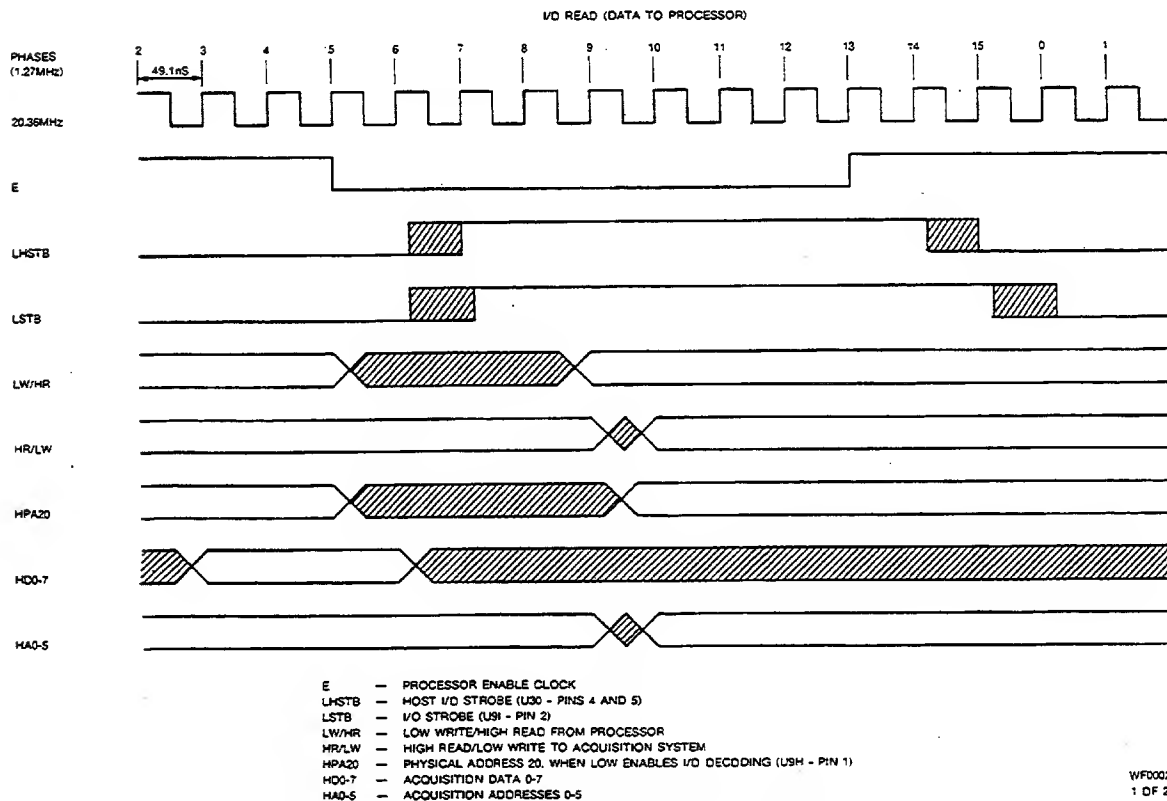 I/O READ (DATA TO PROCESSOR)
PHASES
(1.27MHz)
2 3 4 5 6 7 8 9 10 11 12 13 14 15 0 1
49.1nS
20.36MHz
E
LHSTB
LSTB
LW/HR
HR/LW
HPA20
HD0-7
HA0-5
E — PROCESSOR ENABLE CLOCK
LHSTB — HOST I/O STROBE (U30 - PINS 4 AND 5)
LSTB — I/O STROBE (U9I - PIN 2)
LW/HR — LOW WRITE/HIGH READ FROM PROCESSOR
HR/LW — HIGH READ/LOW WRITE TO ACQUISITION SYSTEM
HPA20 — PHYSICAL ADDRESS 20. WHEN LOW ENABLES I/O DECODING (U9H - PIN 1)
HD0-7 — ACQUISITION DATA 0-7
HA0-5 — ACQUISITION ADDRESSES 0-5
WF0002
1 OF 2